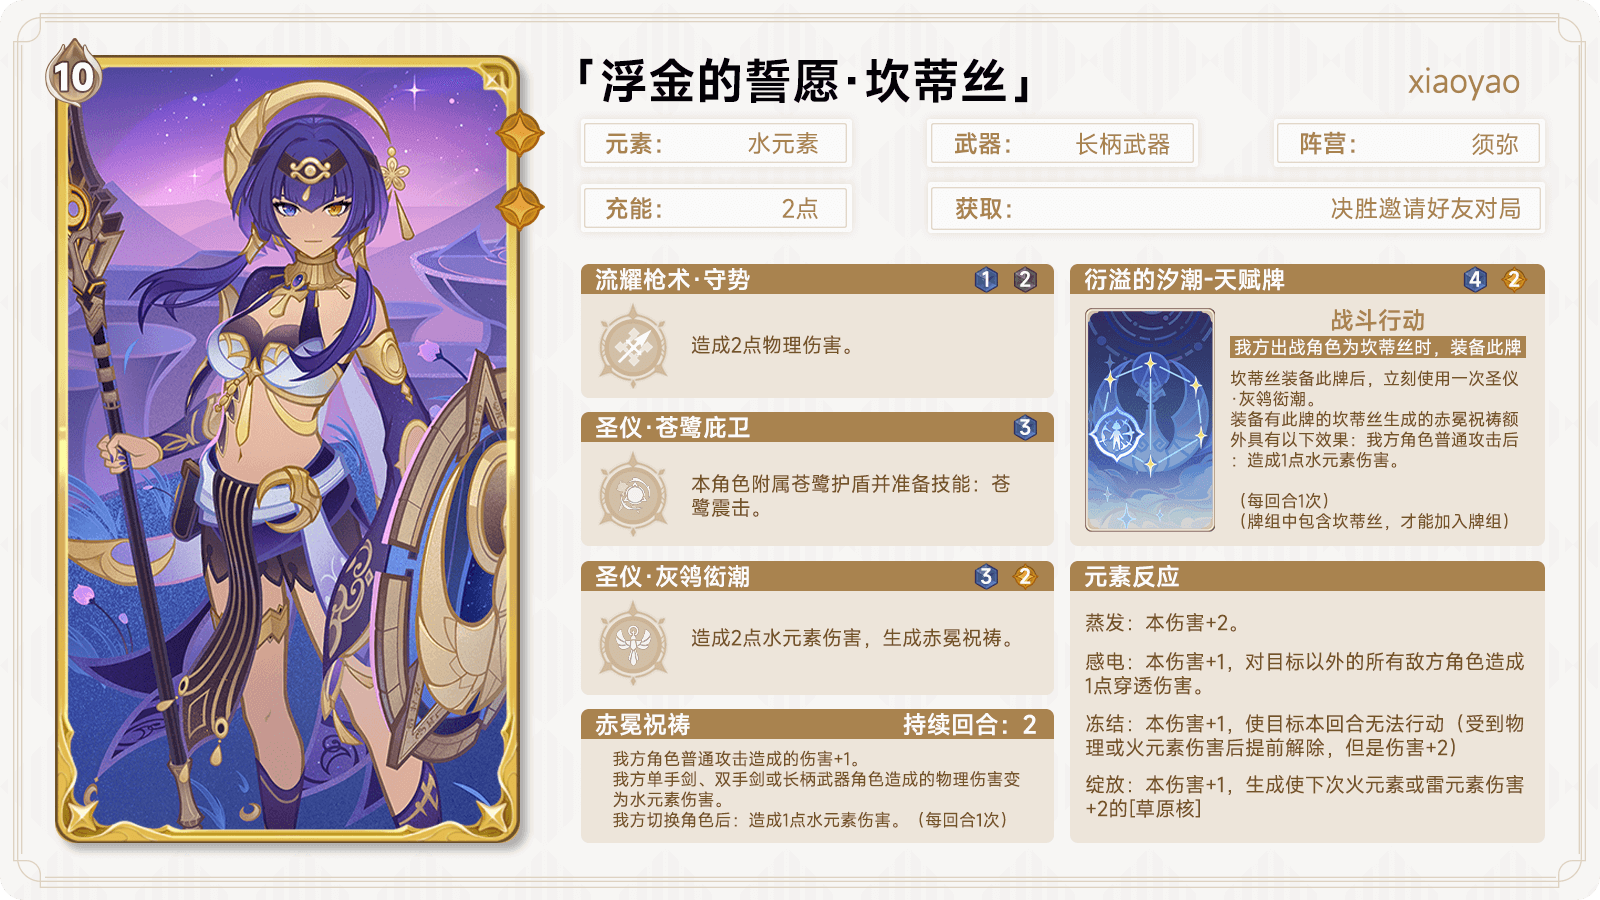 10
「浮金的誓愿·坎蒂丝」
xiaoyao
元素： 水元素
武器： 长柄武器
阵营： 须弥
充能： 2点
获取： 决胜邀请好友对局
流耀枪术·守势 1 2
造成2点物理伤害。
圣仪·苍鹭庇卫 3
本角色附属苍鹭护盾并准备技能：苍
鹭震击。
圣仪·灰鸰衒潮 3 2
造成2点水元素伤害，生成赤冕祝祷。
赤冕祝祷 持续回合：2
我方角色普通攻击造成的伤害+1。
我方单手剑、双手剑或长柄武器角色造成的物理伤害变
为水元素伤害。
我方切换角色后：造成1点水元素伤害。（每回合1次）
衍溢的汐潮-天赋牌 4 2
战斗行动
我方出战角色为坎蒂丝时，装备此牌
坎蒂丝装备此牌后，立刻使用一次圣仪
·灰鸰衒潮。
装备有此牌的坎蒂丝生成的赤冕祝祷额
外具有以下效果：我方角色普通攻击后
：造成1点水元素伤害。
（每回合1次）
（牌组中包含坎蒂丝，才能加入牌组）
元素反应
蒸发：本伤害+2。
感电：本伤害+1，对目标以外的所有敌方角色造成
1点穿透伤害。
冻结：本伤害+1，使目标本回合无法行动（受到物
理或火元素伤害后提前解除，但是伤害+2）
绽放：本伤害+1，生成使下次火元素或雷元素伤害
+2的[草原核]